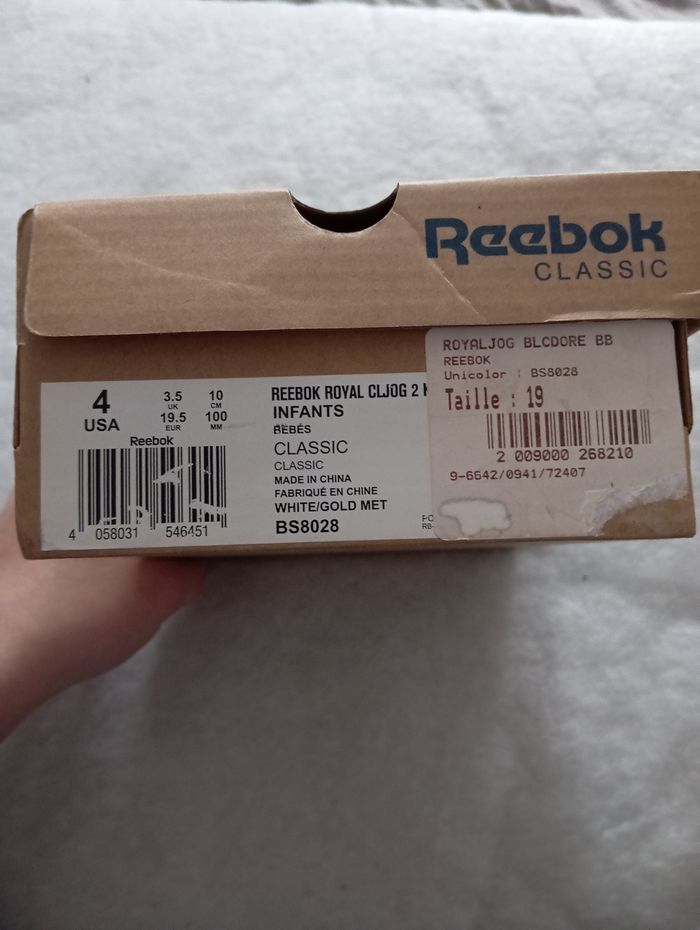 Reebok
CLASSIC
4
USA
3.5
UK
19.5
EUR
10
CM
100
MM
Reebok
4 058031 546451
REEBOK ROYAL CLJOG 2
INFANTS
BÉBÉS
CLASSIC
CLASSIC
MADE IN CHINA
FABRIQUÉ EN CHINE
WHITE/GOLD MET
BS8028
ROYALJOG BLCDORE BB
REEBOK
Unicolor : BS8028
Taille : 19
2 009000 268210
9-6642/0941/72407